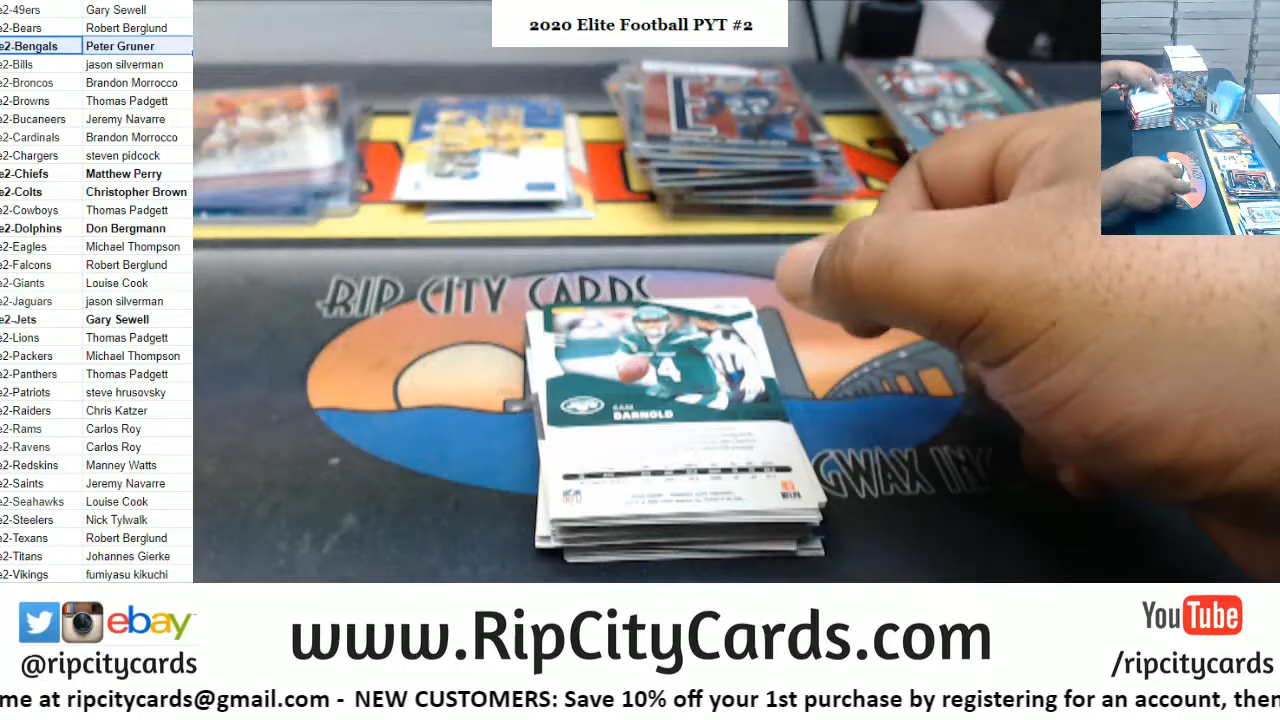 2020 Elite Football PYT #2
e2-49ers Gary Sewell
e2-Bears Robert Berglund
e2-Bengals Peter Gruner
e2-Bills jason silverman
e2-Broncos Brandon Morrocco
e2-Browns Thomas Padgett
e2-Bucaneers Jeremy Navarre
e2-Cardinals Brandon Morrocco
e2-Chargers steven pidcock
e2-Chiefs Matthew Perry
e2-Colts Christopher Brown
e2-Cowboys Thomas Padgett
e2-Dolphins Don Bergmann
e2-Eagles Michael Thompson
e2-Falcons Robert Berglund
e2-Giants Louise Cook
e2-Jaguars jason silverman
e2-Jets Gary Sewell
e2-Lions Thomas Padgett
e2-Packers Michael Thompson
e2-Panthers Thomas Padgett
e2-Patriots steve hrusovsky
e2-Raiders Chris Katzer
e2-Rams Carlos Roy
e2-Ravens Carlos Roy
e2-Redskins Manney Watts
e2-Saints Jeremy Navarre
e2-Seahawks Louise Cook
e2-Steelers Nick Tylwalk
e2-Texans Robert Berglund
e2-Titans Johannes Gierke
e2-Vikings fumiyasu kikuchi
RIP CITY CARDS
SAM
DARNOLD
GWAX IN
ebay
@ripcitycards
www.RipCityCards.com
YouTube
/ripcitycards
me at ripcitycards@gmail.com - NEW CUSTOMERS: Save 10% off your 1st purchase by registering for an account, then